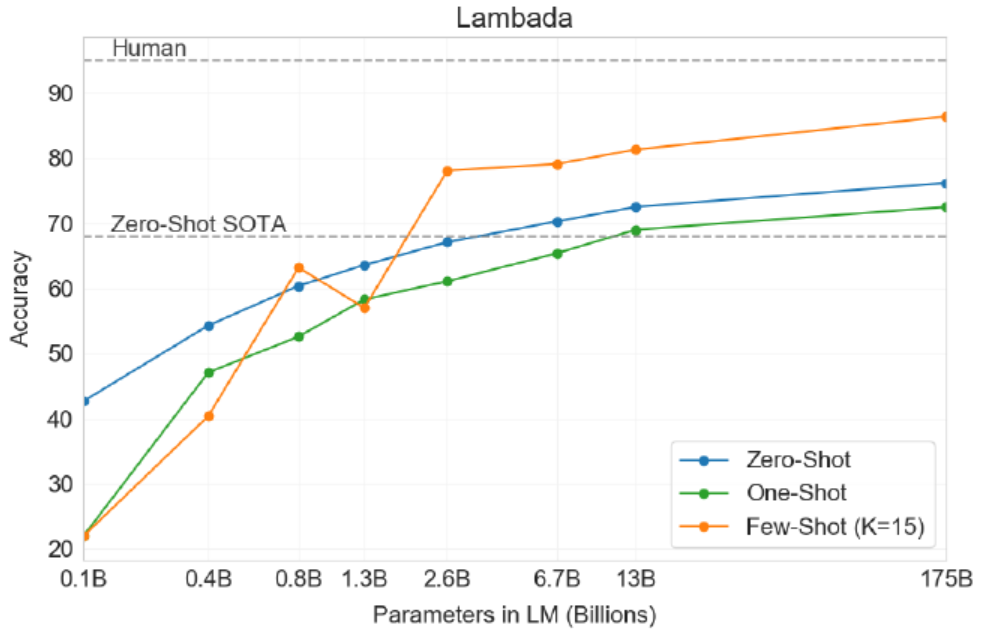 Lambada
Human
90
80
70
Zero-Shot SOTA
60
50
40
30
20
Accuracy
Zero-Shot
One-Shot
Few-Shot (K=15)
0.1B 0.4B 0.8B 1.3B 2.6B 6.7B 13B 175B
Parameters in LM (Billions)